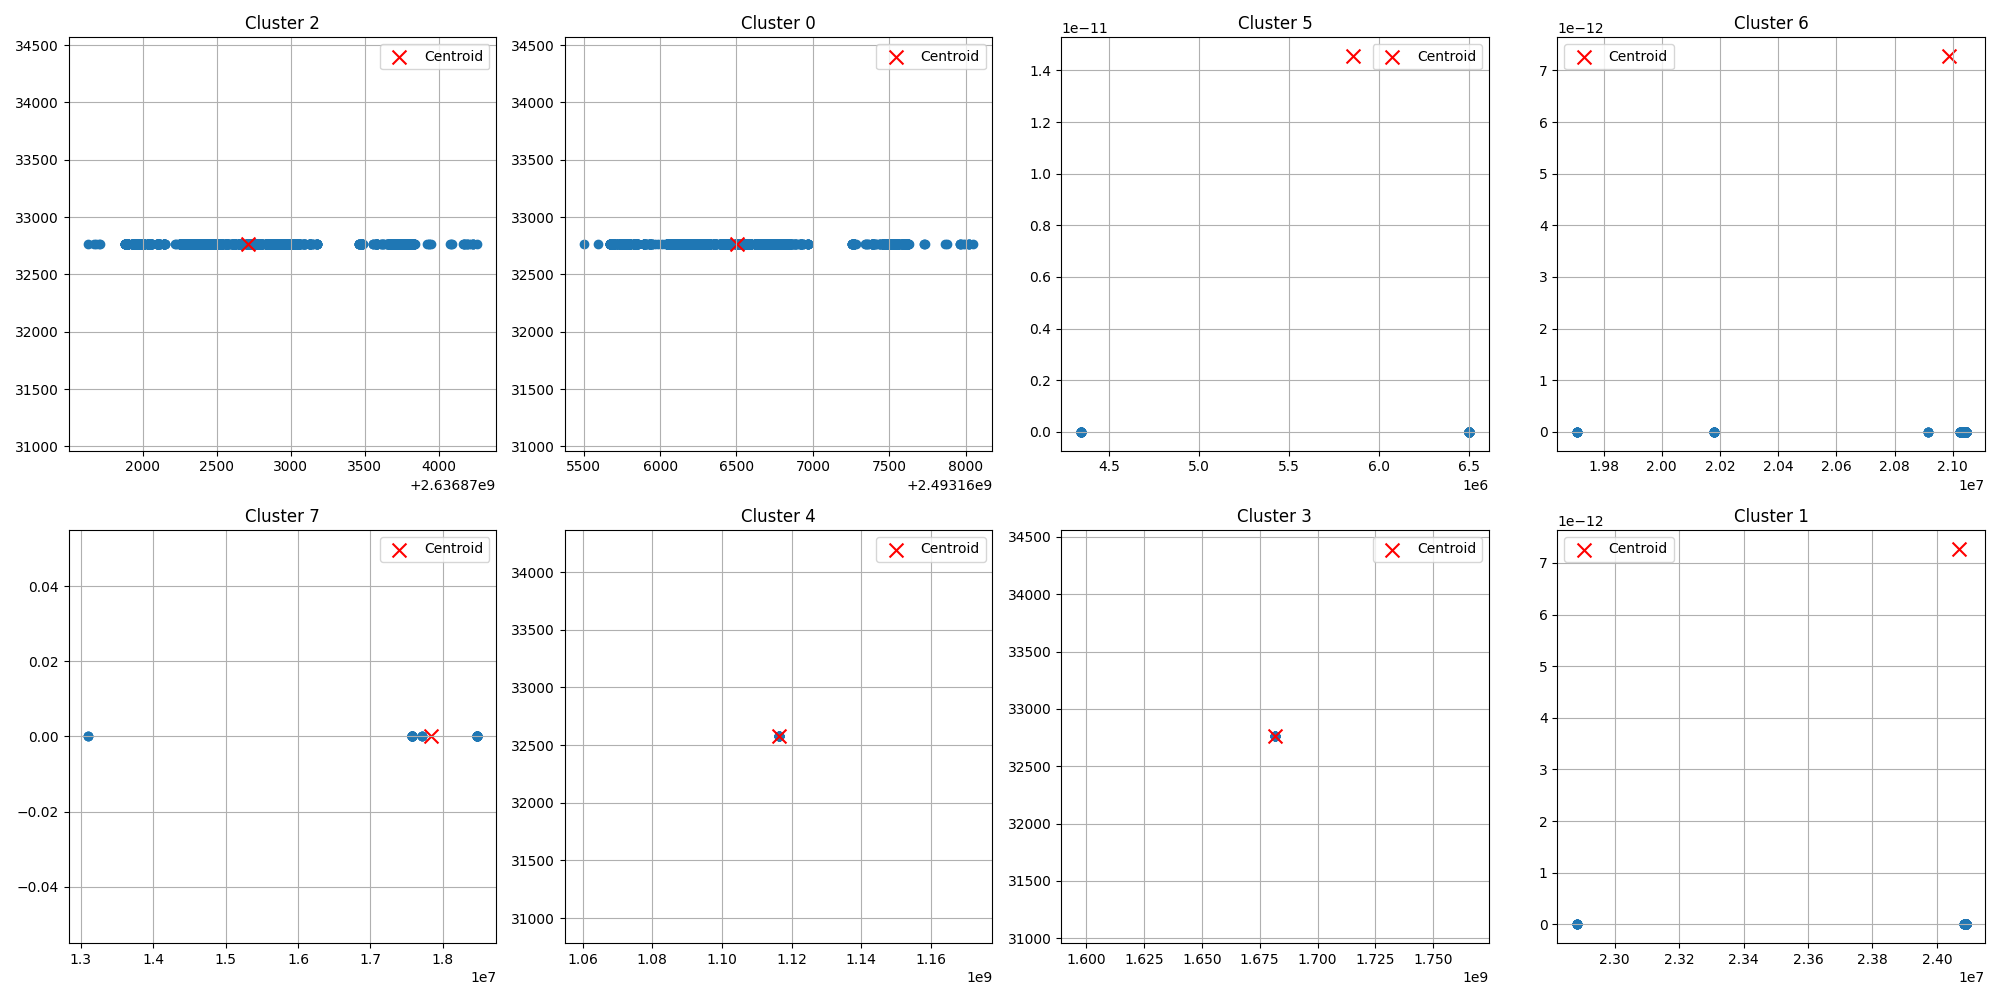 Cluster 2
Centroid
34500
34000
33500
33000
32500
32000
31500
31000
2000 2500 3000 3500 4000
+2.63687e9
Cluster 0
Centroid
34500
34000
33500
33000
32500
32000
31500
31000
5500 6000 6500 7000 7500 8000
+2.49316e9
Cluster 5
1e−11
Centroid
1.4
1.2
1.0
0.8
0.6
0.4
0.2
0.0
4.5 5.0 5.5 6.0 6.5
1e6
Cluster 6
1e−12
Centroid
7
6
5
4
3
2
1
0
1.98 2.00 2.02 2.04 2.06 2.08 2.10
1e7
Cluster 7
Centroid
0.04
0.02
0.00
−0.02
−0.04
1.3 1.4 1.5 1.6 1.7 1.8
1e7
Cluster 4
Centroid
34000
33500
33000
32500
32000
31500
31000
1.06 1.08 1.10 1.12 1.14 1.16
1e9
Cluster 3
Centroid
34500
34000
33500
33000
32500
32000
31500
31000
1.600 1.625 1.650 1.675 1.700 1.725 1.750
1e9
Cluster 1
1e−12
Centroid
7
6
5
4
3
2
1
0
2.30 2.32 2.34 2.36 2.38 2.40
1e7